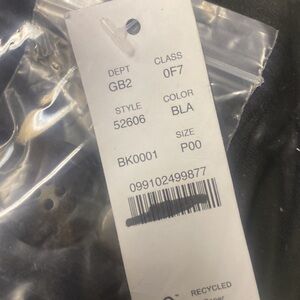 DEPT CLASS
GB2 0F7
STYLE COLOR
52606 BLA
SIZE
BK0001 P00
099102499877
RECYCLED